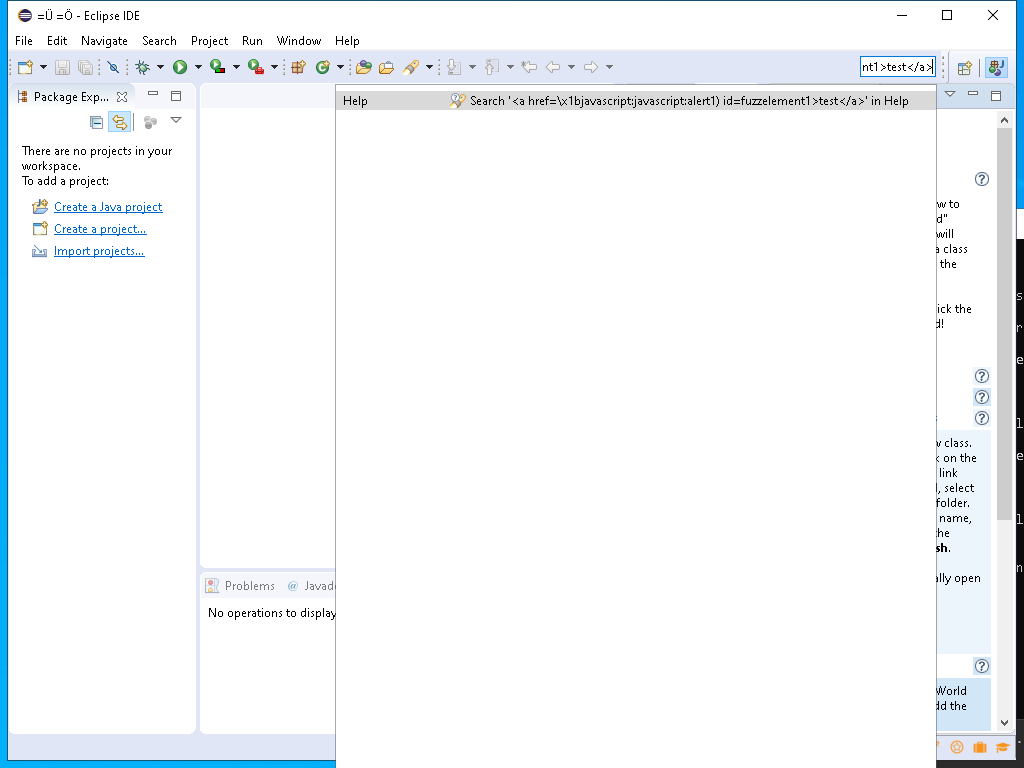 =Ü =Ö - Eclipse IDE
File Edit Navigate Search Project Run Window Help
nt1>test</a>
Package Exp...
Help Search '<a href=\x1bjavascript:javascript:alert1) id=fuzzelement1>test</a>' in Help
There are no projects in your
workspace.
To add a project:
Create a Java project
Create a project...
Import projects...
w to
d"
will
a class
the
ick the
d!
w class.
k on the
link
, select
folder.
name,
he
sh.
ally open
World
dd the
Problems @ Javad
No operations to display
s
r
e
l
e
l
n